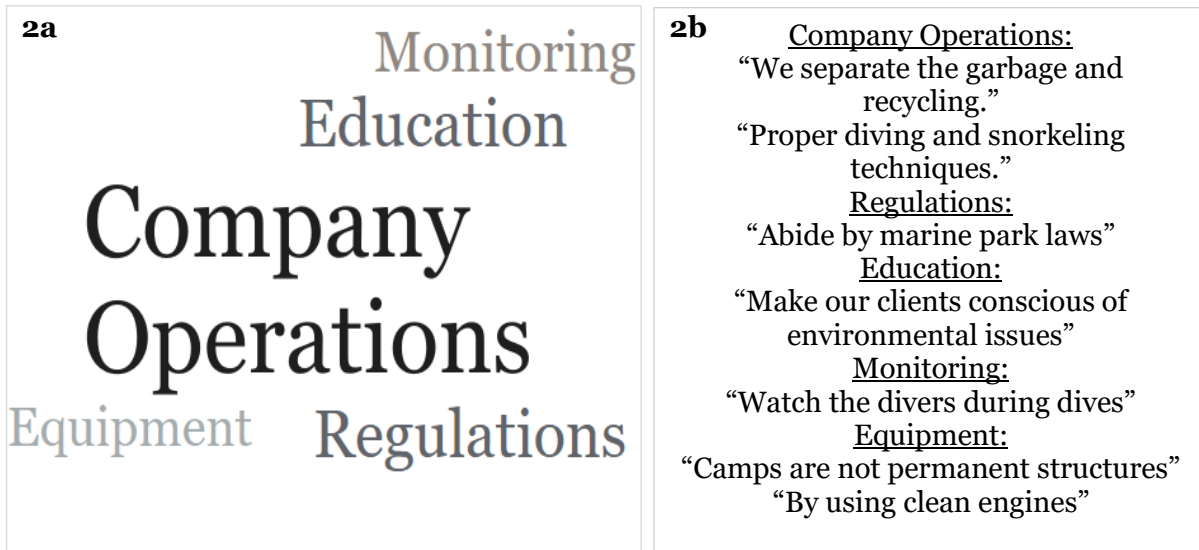 2a
Monitoring
Education
Company
Operations
Equipment
Regulations
2b
Company Operations:
“We separate the garbage and
recycling.”
“Proper diving and snorkeling
techniques.”
Regulations:
“Abide by marine park laws”
Education:
“Make our clients conscious of
environmental issues”
Monitoring:
“Watch the divers during dives”
Equipment:
“Camps are not permanent structures”
“By using clean engines”